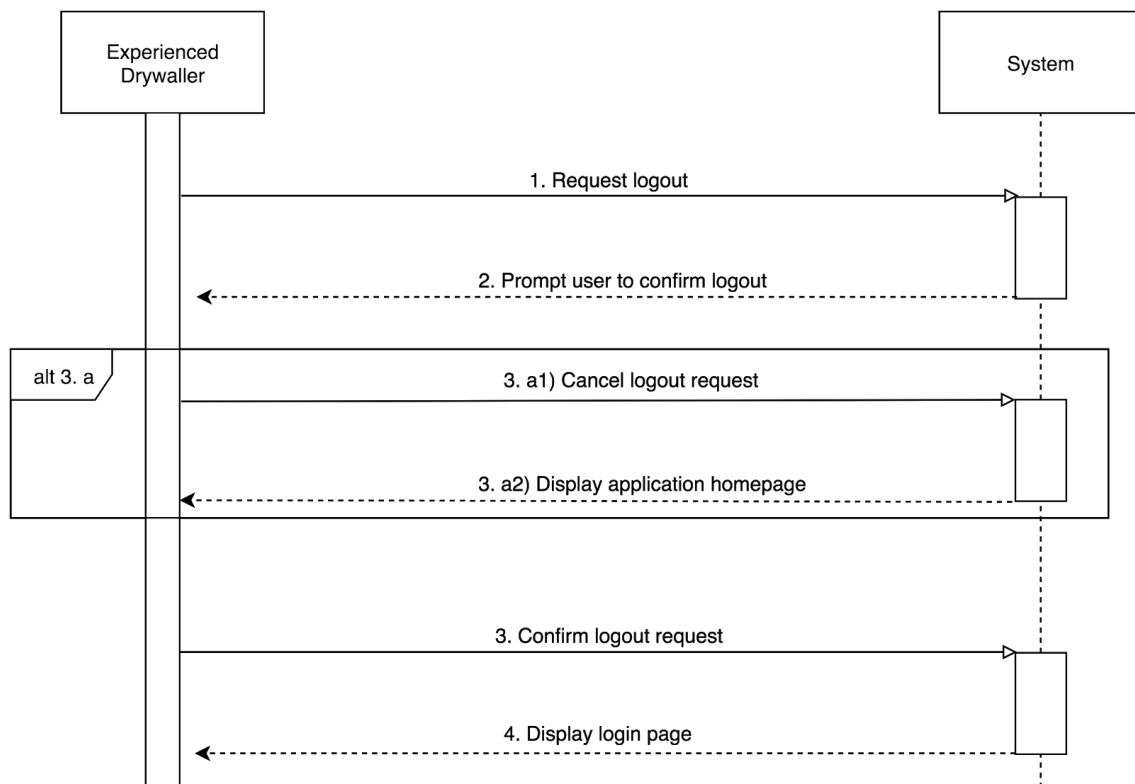 Experienced
Drywaller
System
1. Request logout
2. Prompt user to confirm logout
alt 3. a
3. a1) Cancel logout request
3. a2) Display application homepage
3. Confirm logout request
4. Display login page